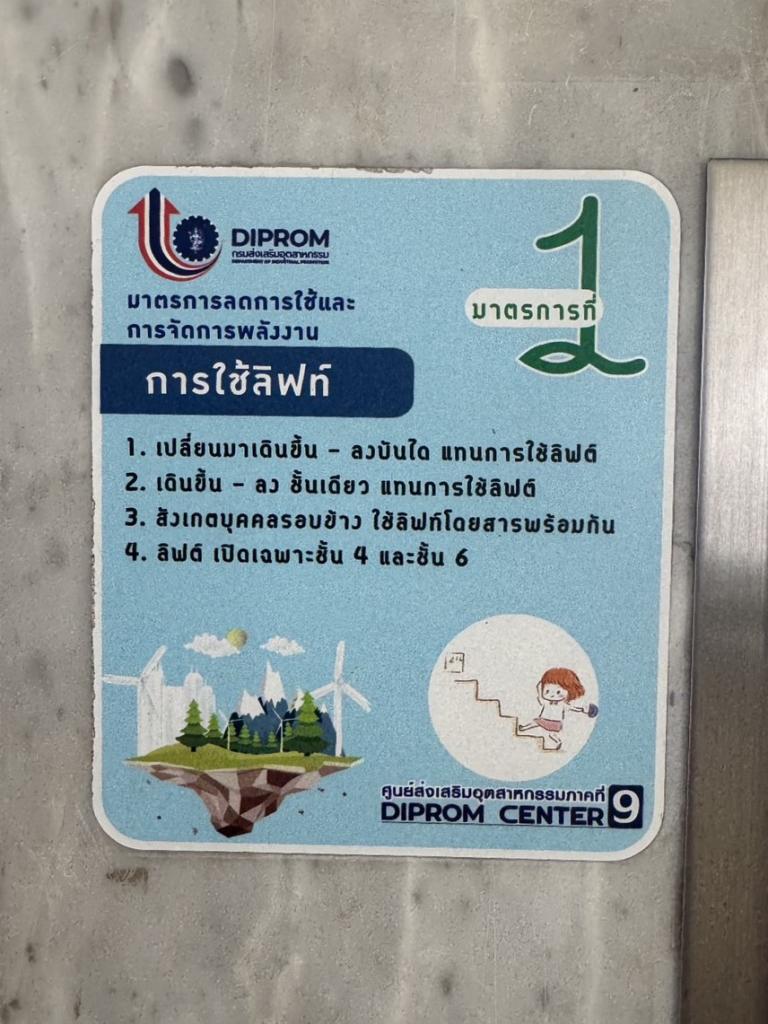 DIPROM
กรมส่งเสริมอุตสาหกรรม
DEPARTMENT OF INDUSTRIAL PROMOTION
มาตรการที่ 1
มาตรการลดการใช้และ
การจัดการพลังงาน
การใช้ลิฟท์
1. เปลี่ยนมาเดินขึ้น - ลงบันได แทนการใช้ลิฟต์
2. เดินขึ้น - ลง ชั้นเดียว แทนการใช้ลิฟต์
3. สังเกตบุคคลรอบข้าง ใช้ลิฟท์โดยสารพร้อมกัน
4. ลิฟต์ เปิดเฉพาะชั้น 4 และชั้น 6
ศูนย์ส่งเสริมอุตสาหกรรมภาคที่ 9
DIPROM CENTER